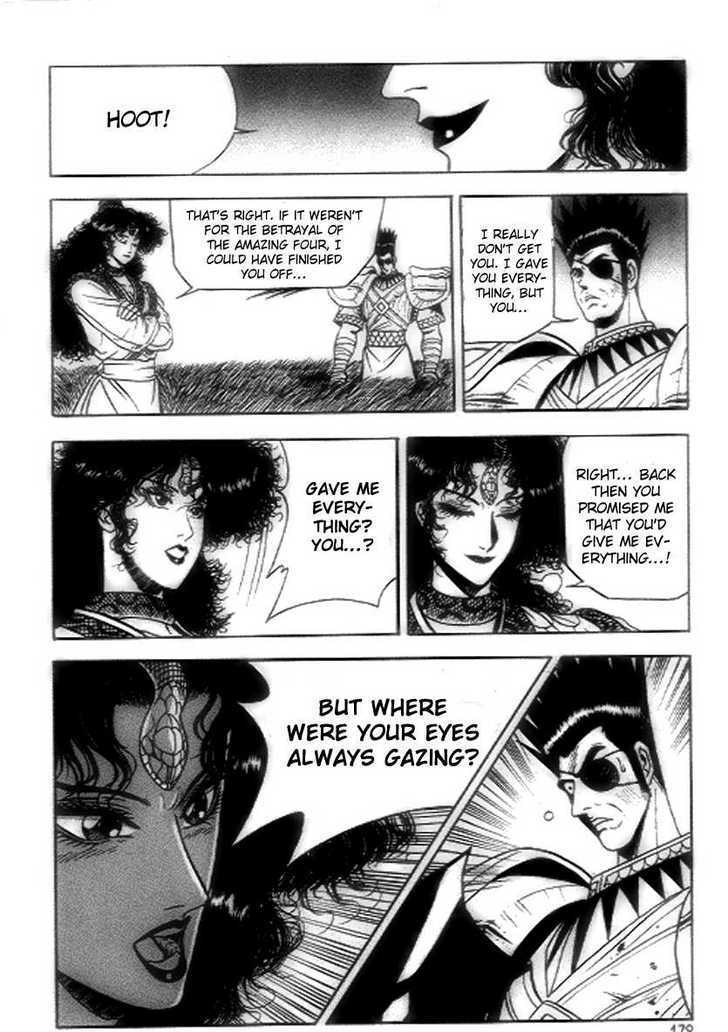 HOOT!
THAT'S RIGHT. IF IT WEREN'T
FOR THE BETRAYAL
OF THE
AMAZING FOUR, I
COULD HAVE FINISHED
YOU OFF...
I REALLY
DON'T GET
YOU. I GAVE
YOU EVERY-
THING, BUT
YOU...
GAVE ME
EVERY-
THING?
YOU...?
RIGHT... BACK
THEN YOU
PROMISED ME
THAT YOU'D
GIVE ME EV-
ERYTHING...!
BUT WHERE
WERE YOUR EYES
ALWAYS GAZING?